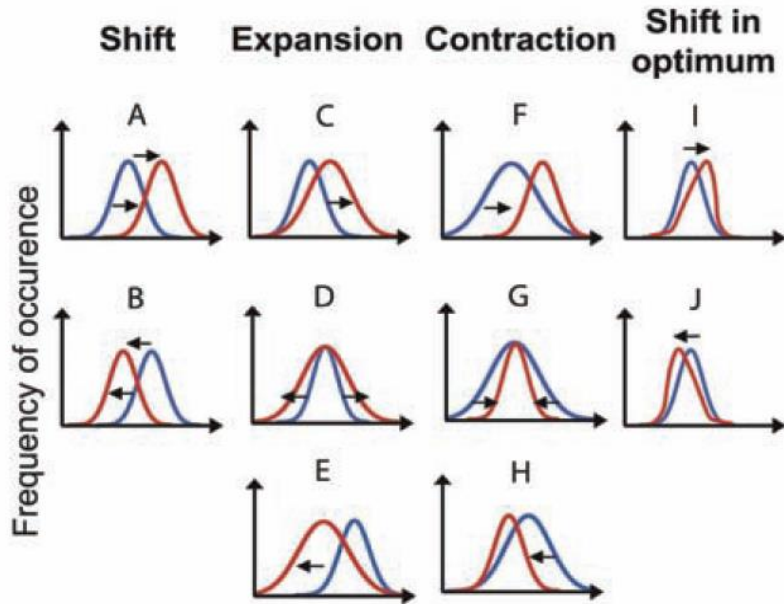 Shift Expansion Contraction Shift in
optimum
A C F I
B D G J
E H
Frequency of occurence